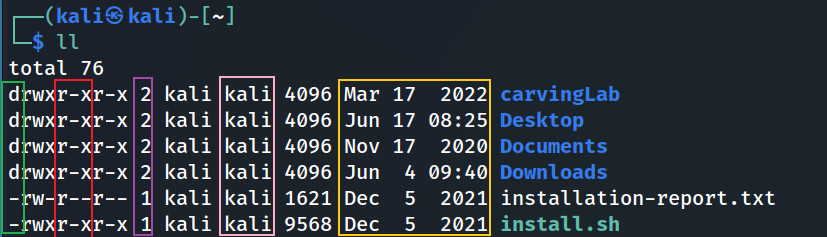 ┌──(kali㉿kali)-[~]
└─$ ll
total 76
drwxr-xr-x 2 kali kali 4096 Mar 17  2022 carvingLab
drwxr-xr-x 2 kali kali 4096 Jun 17 08:25 Desktop
drwxr-xr-x 2 kali kali 4096 Nov 17  2020 Documents
drwxr-xr-x 2 kali kali 4096 Jun  4 09:40 Downloads
-rw-r--r-- 1 kali kali 1621 Dec  5  2021 installation-report.txt
-rwxr-xr-x 1 kali kali 9568 Dec  5  2021 install.sh